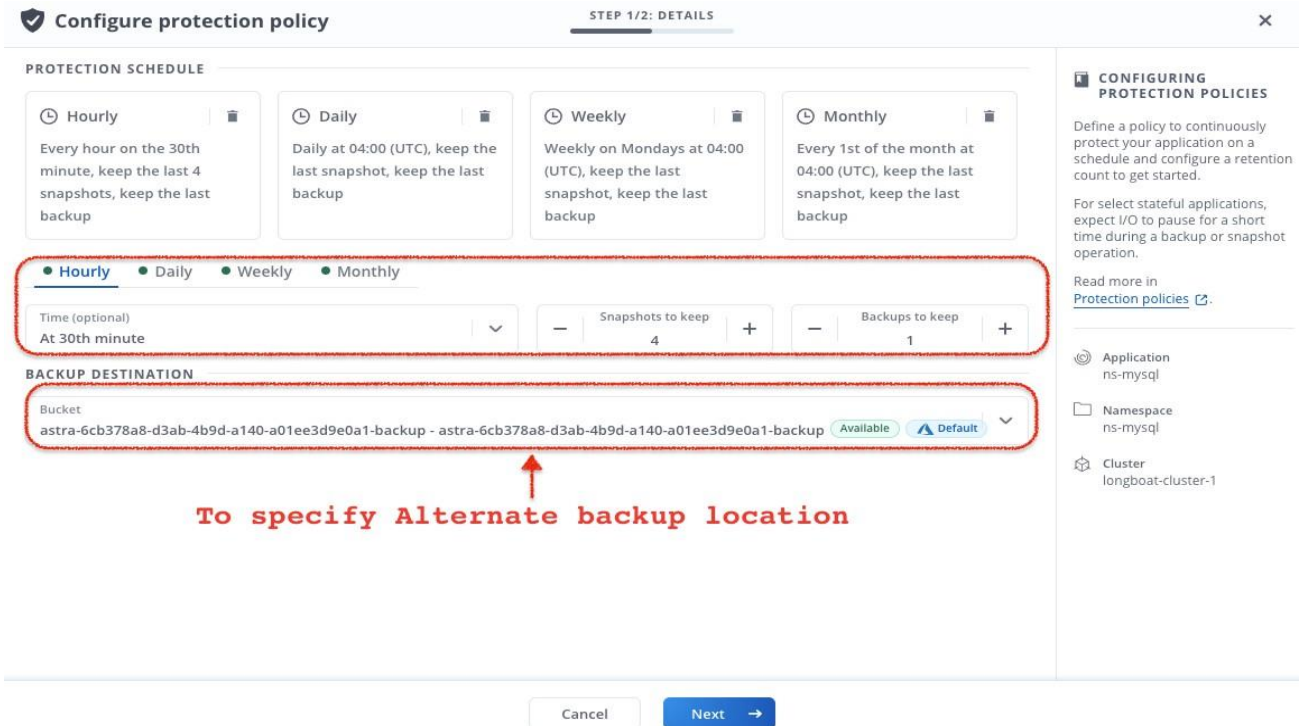 Configure protection policy
STEP 1/2: DETAILS
PROTECTION SCHEDULE
Hourly
Every hour on the 30th
minute, keep the last 4
snapshots, keep the last
backup
Daily
Daily at 04:00 (UTC), keep the
last snapshot, keep the last
backup
Weekly
Weekly on Mondays at 04:00
(UTC), keep the last
snapshot, keep the last
backup
Monthly
Every 1st of the month at
04:00 (UTC), keep the last
snapshot, keep the last
backup
Hourly Daily Weekly Monthly
Time (optional)
At 30th minute
Snapshots to keep
4
Backups to keep
1
BACKUP DESTINATION
Bucket
astra-6cb378a8-d3ab-4b9d-a140-a01ee3d9e0a1-backup - astra-6cb378a8-d3ab-4b9d-a140-a01ee3d9e0a1-backup Available Default
To specify Alternate backup location
CONFIGURING
PROTECTION POLICIES
Define a policy to continuously
protect your application on a
schedule and configure a retention
count to get started.
For select stateful applications,
expect I/O to pause for a short
time during a backup or snapshot
operation.
Read more in
Protection policies.
Application
ns-mysql
Namespace
ns-mysql
Cluster
longboat-cluster-1
Cancel
Next